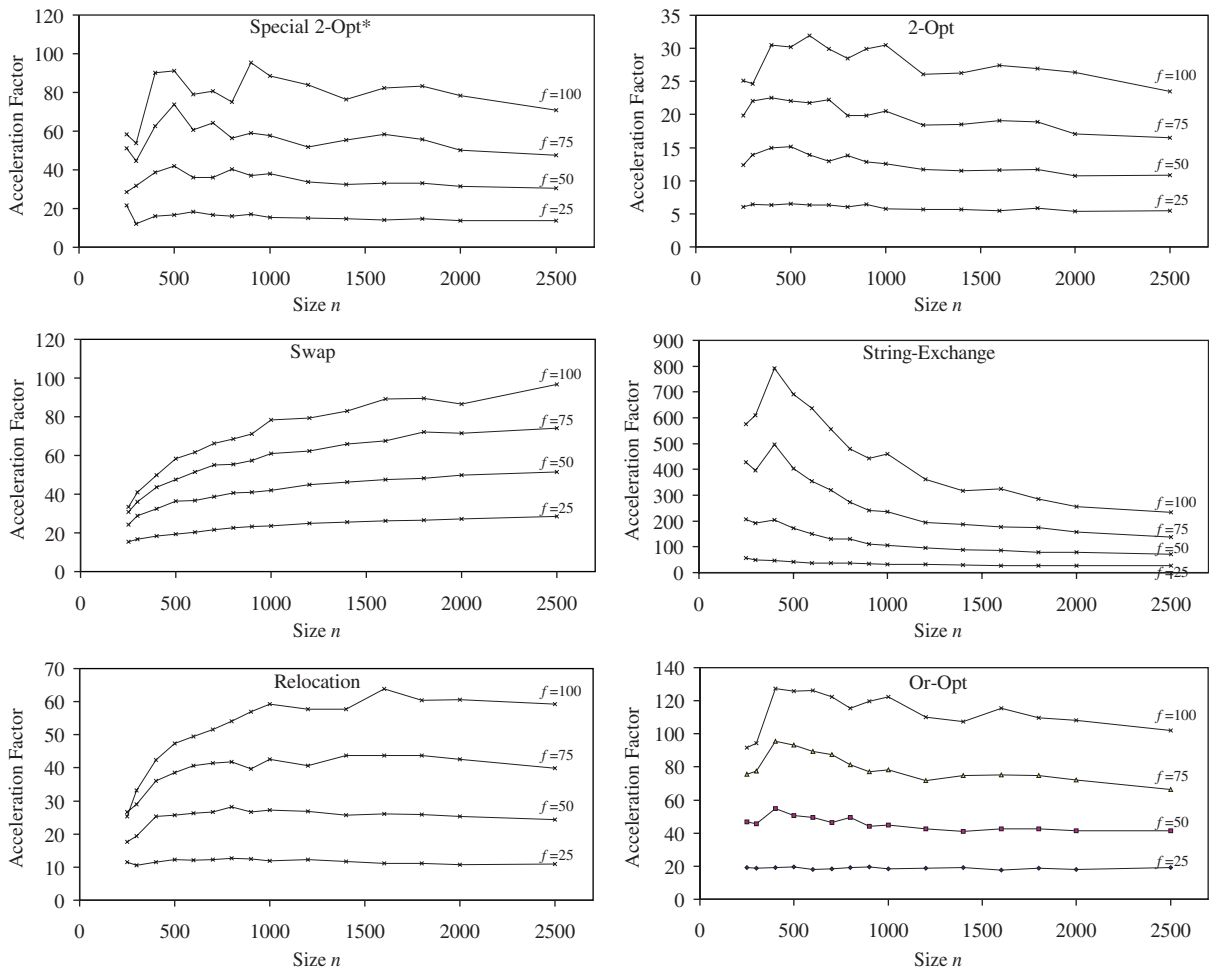 Special 2-Opt*
Acceleration Factor
120
100
80
60
40
20
0
f=100
f=75
f=50
f=25
0 500 1000 1500 2000 2500
Size n
2-Opt
Acceleration Factor
35
30
25
20
15
10
5
0
f=100
f=75
f=50
f=25
0 500 1000 1500 2000 2500
Size n
Swap
Acceleration Factor
120
100
80
60
40
20
0
f=100
f=75
f=50
f=25
0 500 1000 1500 2000 2500
Size n
String-Exchange
Acceleration Factor
900
800
700
600
500
400
300
200
100
0
f=100
f=75
f=50
f=25
0 500 1000 1500 2000 2500
Size n
Relocation
Acceleration Factor
70
60
50
40
30
20
10
0
f=100
f=75
f=50
f=25
0 500 1000 1500 2000 2500
Size n
Or-Opt
Acceleration Factor
140
120
100
80
60
40
20
0
f=100
f=75
f=50
f=25
0 500 1000 1500 2000 2500
Size n